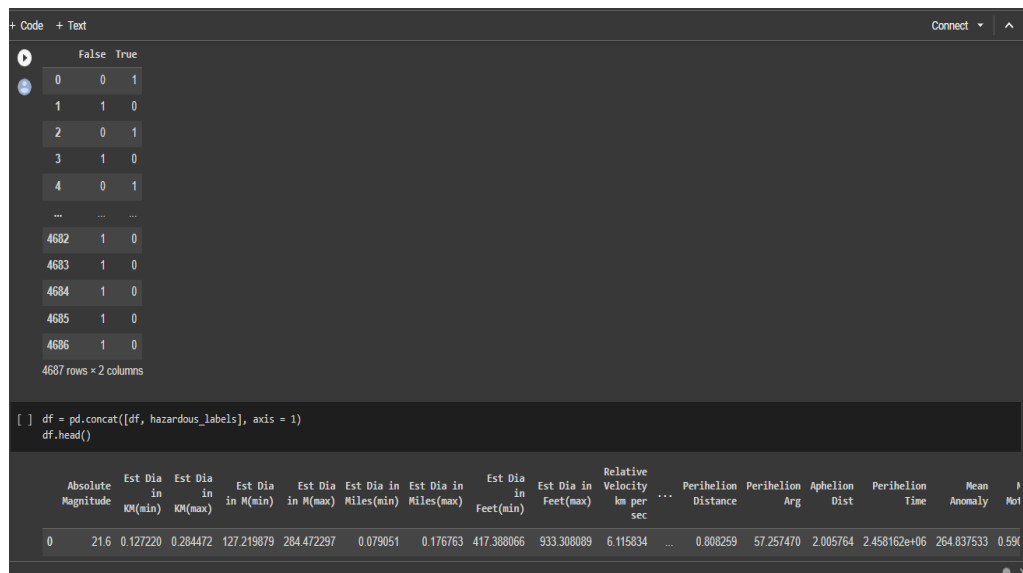 + Code + Text Connect
False True
0 0 1
1 1 0
2 0 1
3 1 0
4 0 1
... ... ...
4682 1 0
4683 1 0
4684 1 0
4685 1 0
4686 1 0
4687 rows × 2 columns
[ ] df = pd.concat([df, hazardous_labels], axis = 1)
df.head()
Absolute Magnitude Est Dia in KM(min) Est Dia in KM(max) Est Dia in M(min) Est Dia in M(max) Est Dia in Miles(min) Est Dia in Miles(max) Est Dia in Feet(min) Est Dia in Feet(max) Relative Velocity km per sec ... Perihelion Distance Perihelion Arg Aphelion Dist Perihelion Time Mean Anomaly
0 21.6 0.127220 0.284472 127.219879 284.472297 0.079051 0.176763 417.388066 933.308089 6.115834 ... 0.808259 57.257470 2.005764 2.458162e+06 264.837533 0.590